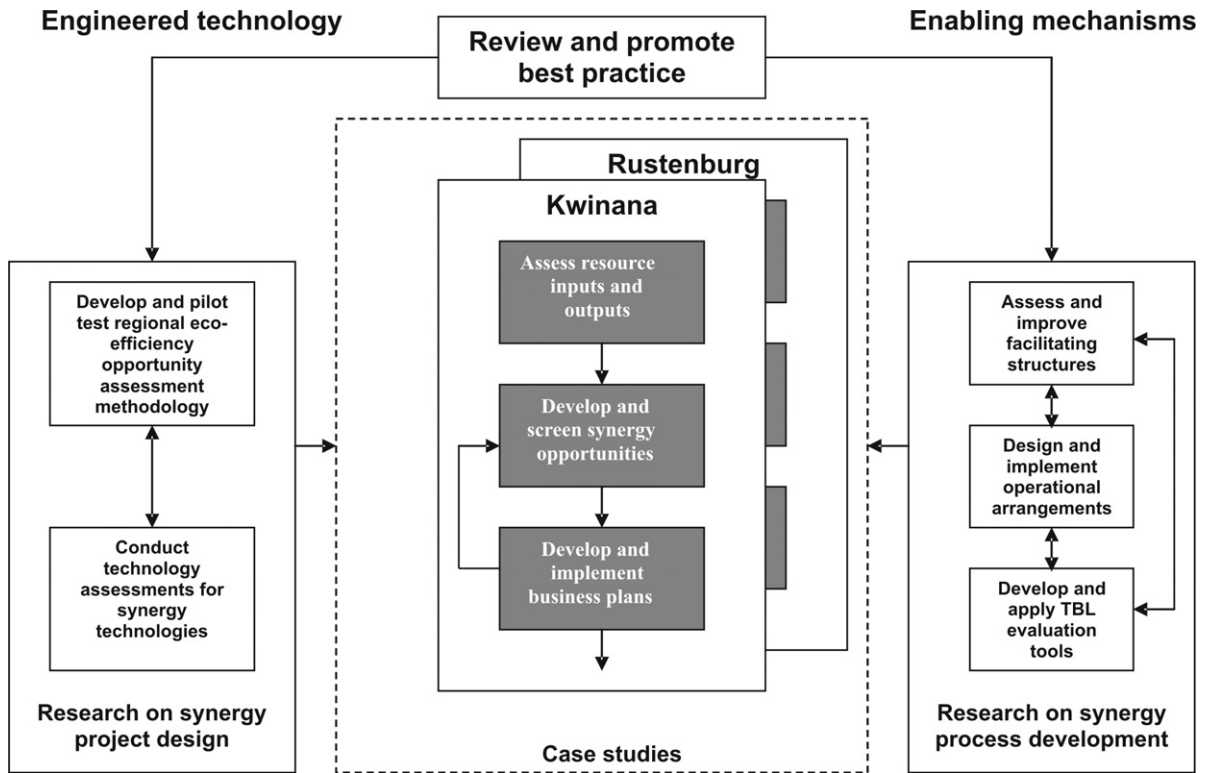 Engineered technology
Review and promote
best practice
Enabling mechanisms
Develop and pilot
test regional eco-
efficiency
opportunity
assessment
methodology
Conduct
technology
assessments for
synergy
technologies
Research on synergy
project design
Rustenburg
Kwinana
Assess resource
inputs and
outputs
Develop and
screen synergy
opportunities
Develop and
implement
business plans
Case studies
Assess and
improve
facilitating
structures
Design and
implement
operational
arrangements
Develop and
apply TBL
evaluation
tools
Research on synergy
process development